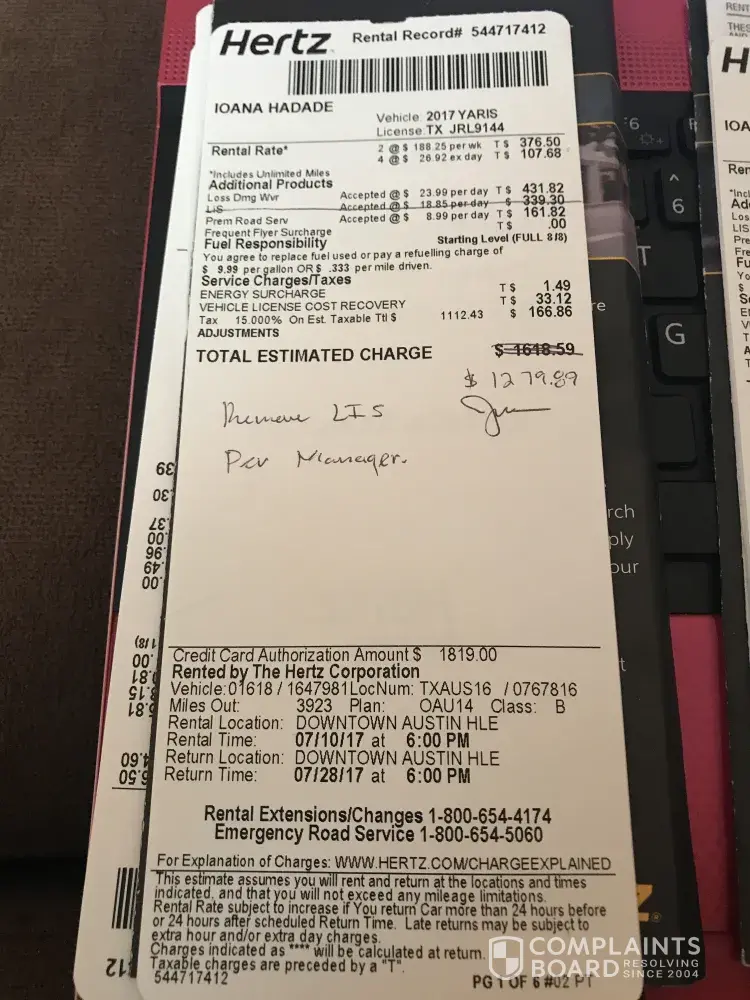 Hertz Rental Record# 544717412
IOANA HADADE
Vehicle: 2017 YARIS
License: TX JRL9144
Rental Rate* 2 @ $ 188.25 per wk T $ 376.50
4 @ $ 26.92 ex day T $ 107.68
*Includes Unlimited Miles
Additional Products
Loss Dmg Wvr Accepted @ $ 23.99 per day T $ 431.82
LIS Accepted @ $ 18.85 per day $ 339.30
Prem Road Serv Accepted @ $ 8.99 per day T $ 161.82
Frequent Flyer Surcharge T $ .00
Fuel Responsibility Starting Level (FULL 8/8)
You agree to replace fuel used or pay a refuelling charge of
$ 9.99 per gallon OR $ .333 per mile driven.
Service Charges/Taxes
ENERGY SURCHARGE T $ 1.49
VEHICLE LICENSE COST RECOVERY T $ 33.12
Tax 15.000% On Est. Taxable Ttl $ 1112.43 $ 166.86
ADJUSTMENTS
TOTAL ESTIMATED CHARGE $ 1618.59
$ 1279.89
Remove LIS
Per Manager.
Credit Card Authorization Amount $ 1819.00
Rented by The Hertz Corporation
Vehicle: 01618 / 1647981 LocNum: TXAUS16 / 0767816
Miles Out: 3923 Plan: OAU14 Class: B
Rental Location: DOWNTOWN AUSTIN HLE
Rental Time: 07/10/17 at 6:00 PM
Return Location: DOWNTOWN AUSTIN HLE
Return Time: 07/28/17 at 6:00 PM
Rental Extensions/Changes 1-800-654-4174
Emergency Road Service 1-800-654-5060
For Explanation of Charges: WWW.HERTZ.COM/CHARGEEXPLAINED
This estimate assumes you will rent and return at the locations and times
indicated, and that you will not exceed any mileage limitations.
Rental Rate subject to increase if You return Car more than 24 hours before
or 24 hours after scheduled Return Time. Late returns may be subject to
extra hour and/or extra day charges.
Charges indicated as "****" will be calculated at return.
Taxable charges are preceded by a "T".
544717412 PG 1 OF 6 #02 PT
F6
6
T
G
COMPLAINTS
BOARD RESOLVING
SINCE 2004